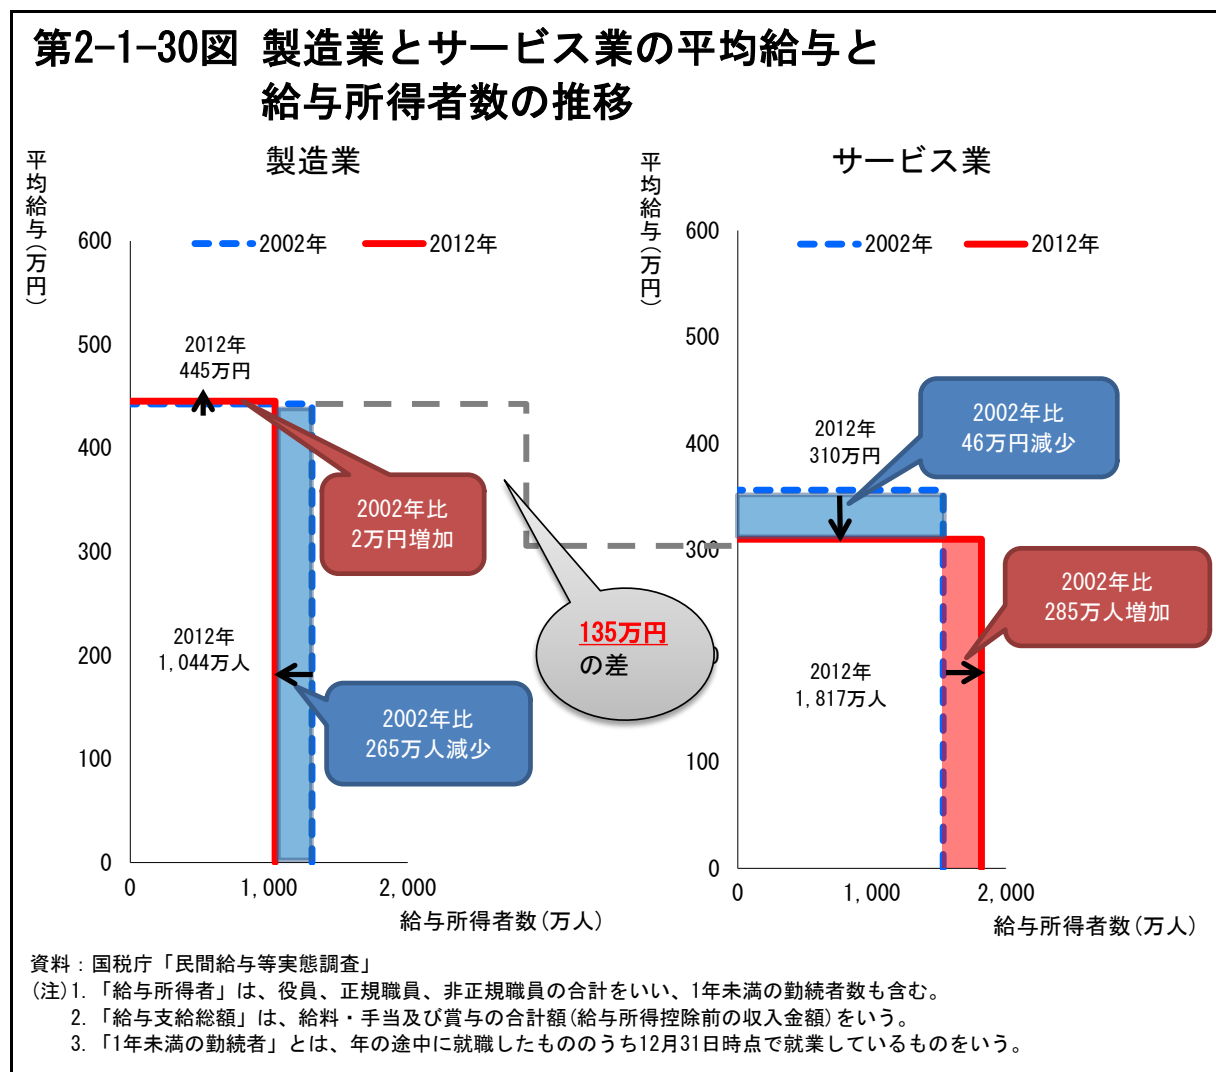 第2-1-30図 製造業とサービス業の平均給与と
給与所得者数の推移
製造業
平均給与(万円)
2002年
2012年
600
500
400
300
200
100
0
0
1,000
2,000
給与所得者数(万人)
2012年
445万円
2002年比
2万円増加
2012年
1,044万人
2002年比
265万人減少
135万円
の差
サービス業
平均給与(万円)
2002年
2012年
600
500
400
300
0
100
0
0
1,000
2,000
給与所得者数(万人)
2012年
310万円
2002年比
46万円減少
2002年比
285万人増加
2012年
1,817万人
資料：国税庁「民間給与等実態調査」
(注)1. 「給与所得者」は、役員、正規職員、非正規職員の合計をいい、1年未満の勤続者数も含む。
2. 「給与支給総額」は、給料・手当及び賞与の合計額(給与所得控除前の収入金額)をいう。
3. 「1年未満の勤続者」とは、年の途中に就職したもののうち12月31日時点で就業しているものをいう。